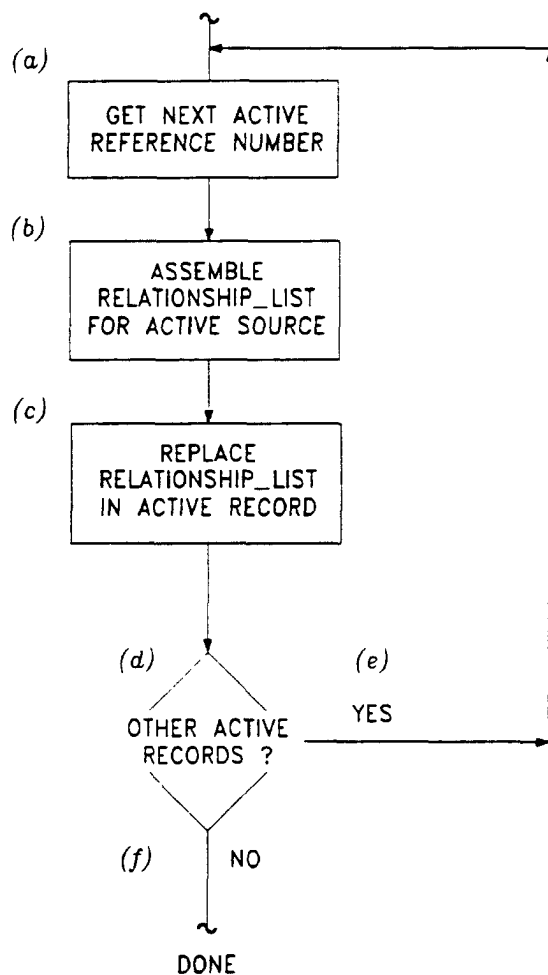 (a)
GET NEXT ACTIVE
REFERENCE NUMBER
(b)
ASSEMBLE
RELATIONSHIP_LIST
FOR ACTIVE SOURCE
(c)
REPLACE
RELATIONSHIP_LIST
IN ACTIVE RECORD
(d)
(e)
OTHER ACTIVE
RECORDS ?
YES
(f)
NO
DONE